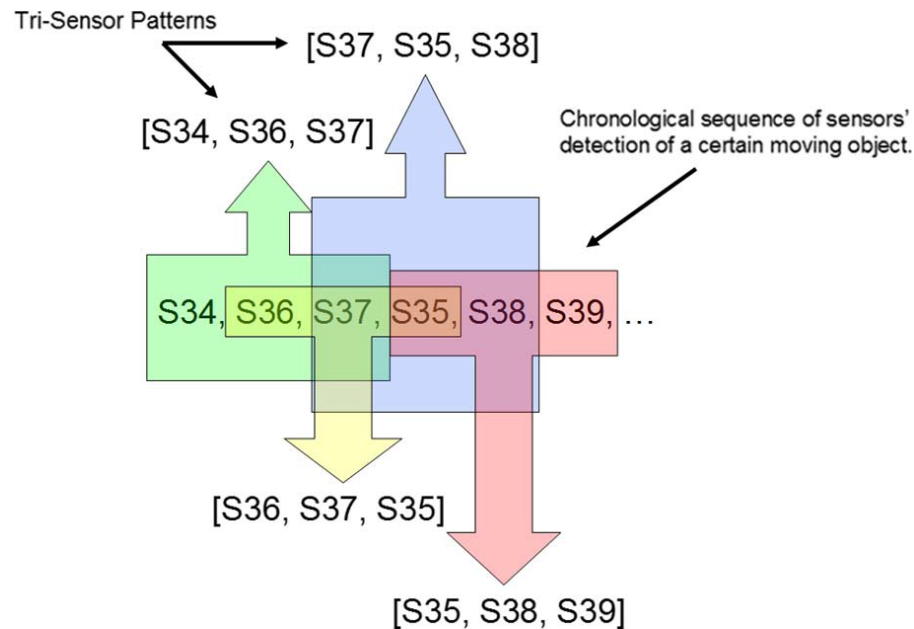 Tri-Sensor Patterns
[S37, S35, S38]
[S34, S36, S37]
Chronological sequence of sensors'
detection of a certain moving object.
S34, S36, S37, S35, S38, S39, ...
[S36, S37, S35]
[S35, S38, S39]